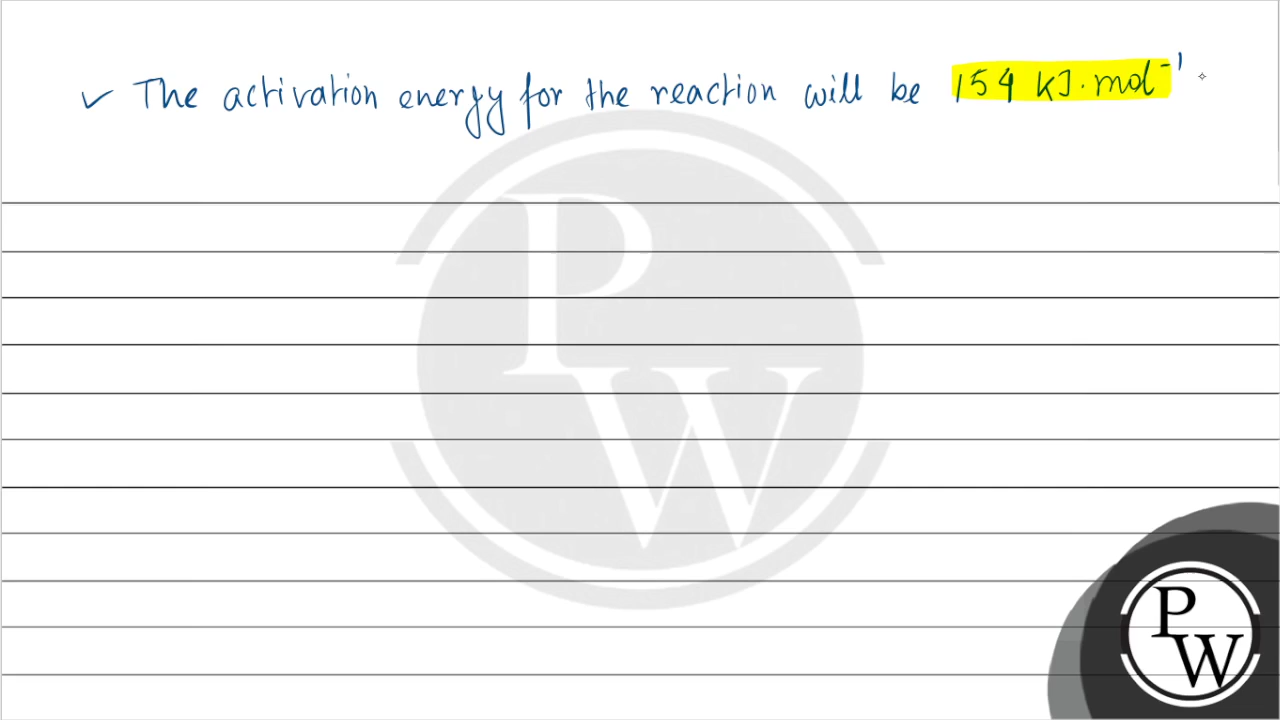 ✓ The activation energy for the reaction will be 154 kJ.mol⁻¹
P
W
P
W